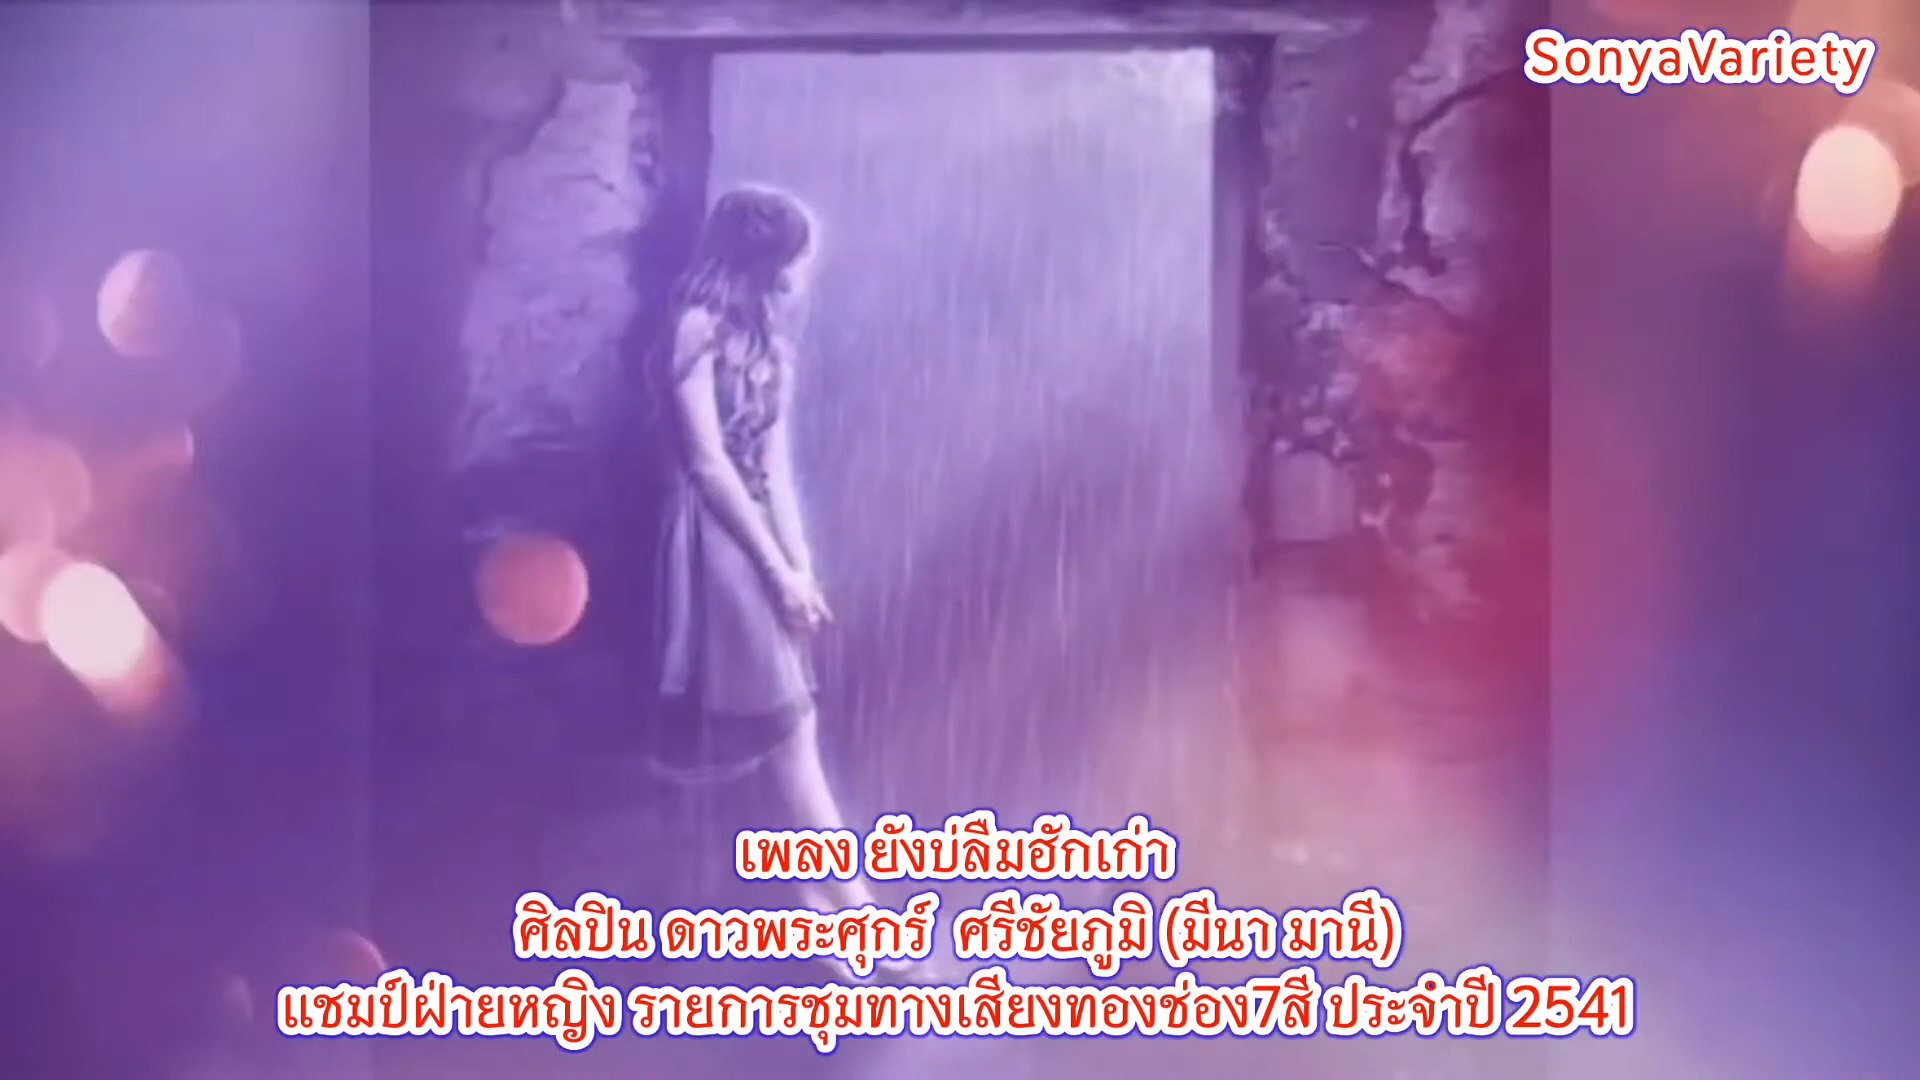 SonyaVariety
เพลง ยังบ่ลืมฮักเก่า
ศิลปิน ดาวพระศุกร์ ศรีชัยภูมิ (มีนา มานี)
แชมป์ฝ่ายหญิง รายการชุมทางเสียงทองช่อง7สี ประจำปี 2541